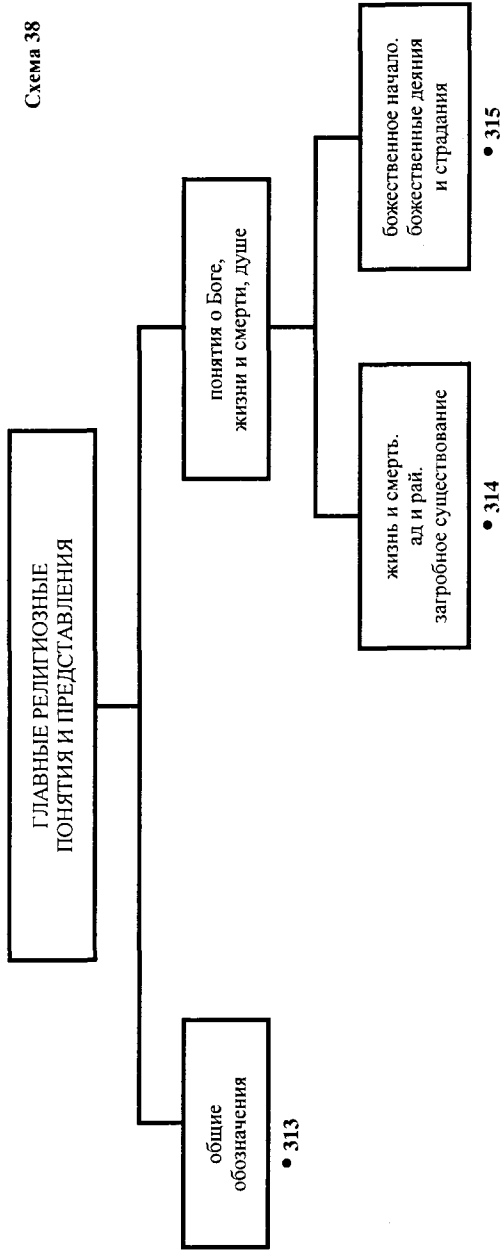 Схема 38
ГЛАВНЫЕ РЕЛИГИОЗНЫЕ
ПОНЯТИЯ И ПРЕДСТАВЛЕНИЯ
общие
обозначения
• 313
понятия о Боге,
жизни и смерти, душе
жизнь и смерть.
ад и рай.
загробное существование
• 314
божественное начало.
божественные деяния
и страдания
• 315